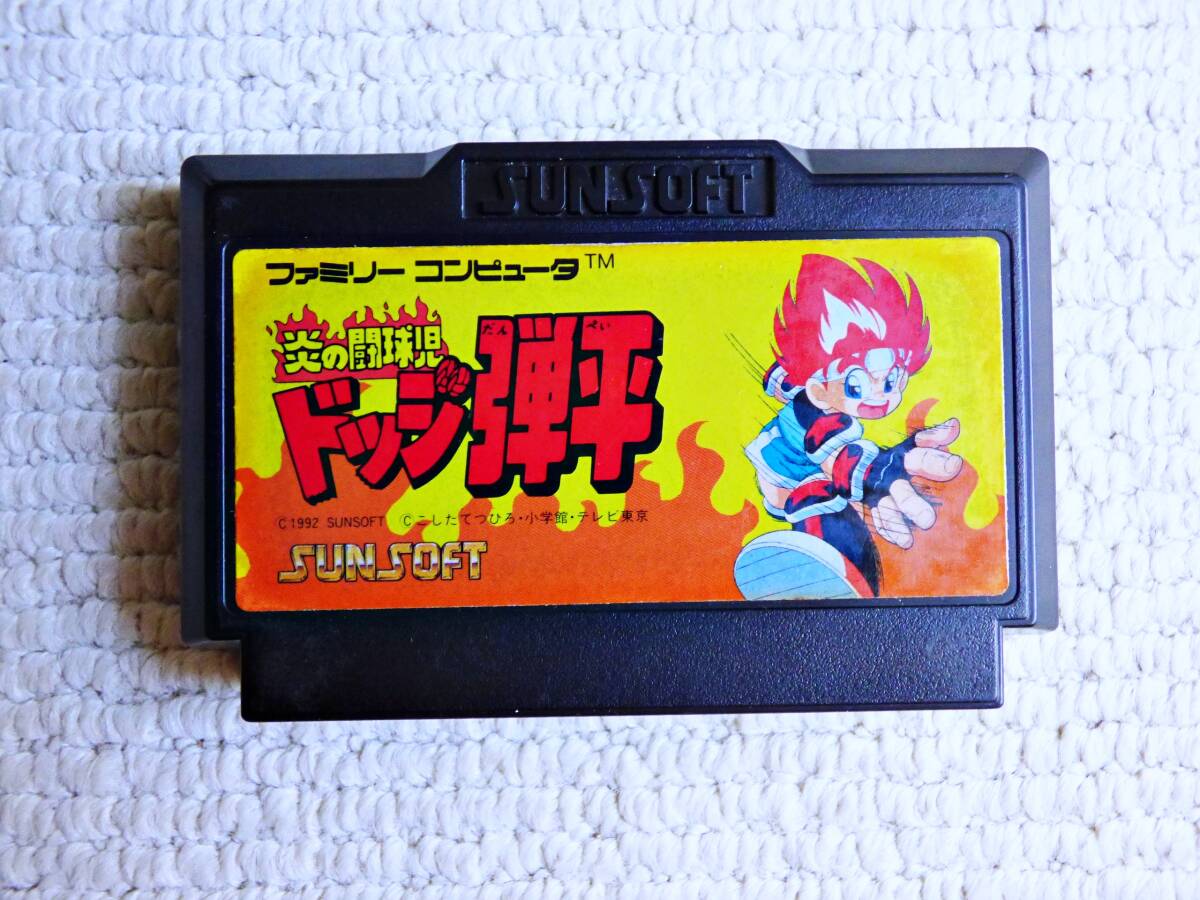 SUNSOFT
ファミリー コンピュータ TM
炎の闘球児
だん ぺい
ドッジ弾平
C 1992 SUNSOFT Ⓒこしたてつひろ・小学館・テレビ東京
SUNSOFT